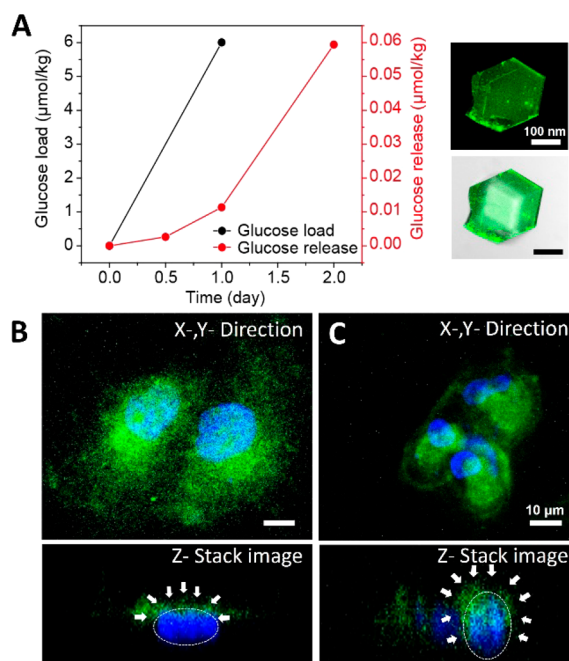 A
Glucose load (μmol/kg)
6
5
4
3
2
1
0
Glucose release (μmol/kg)
0.06
0.05
0.04
0.03
0.02
0.01
0.00
Glucose load
Glucose release
0.0 0.5 1.0 1.5 2.0
Time (day)
100 nm
B
X-,Y- Direction
C
X-,Y- Direction
10 μm
Z- Stack image
Z- Stack image